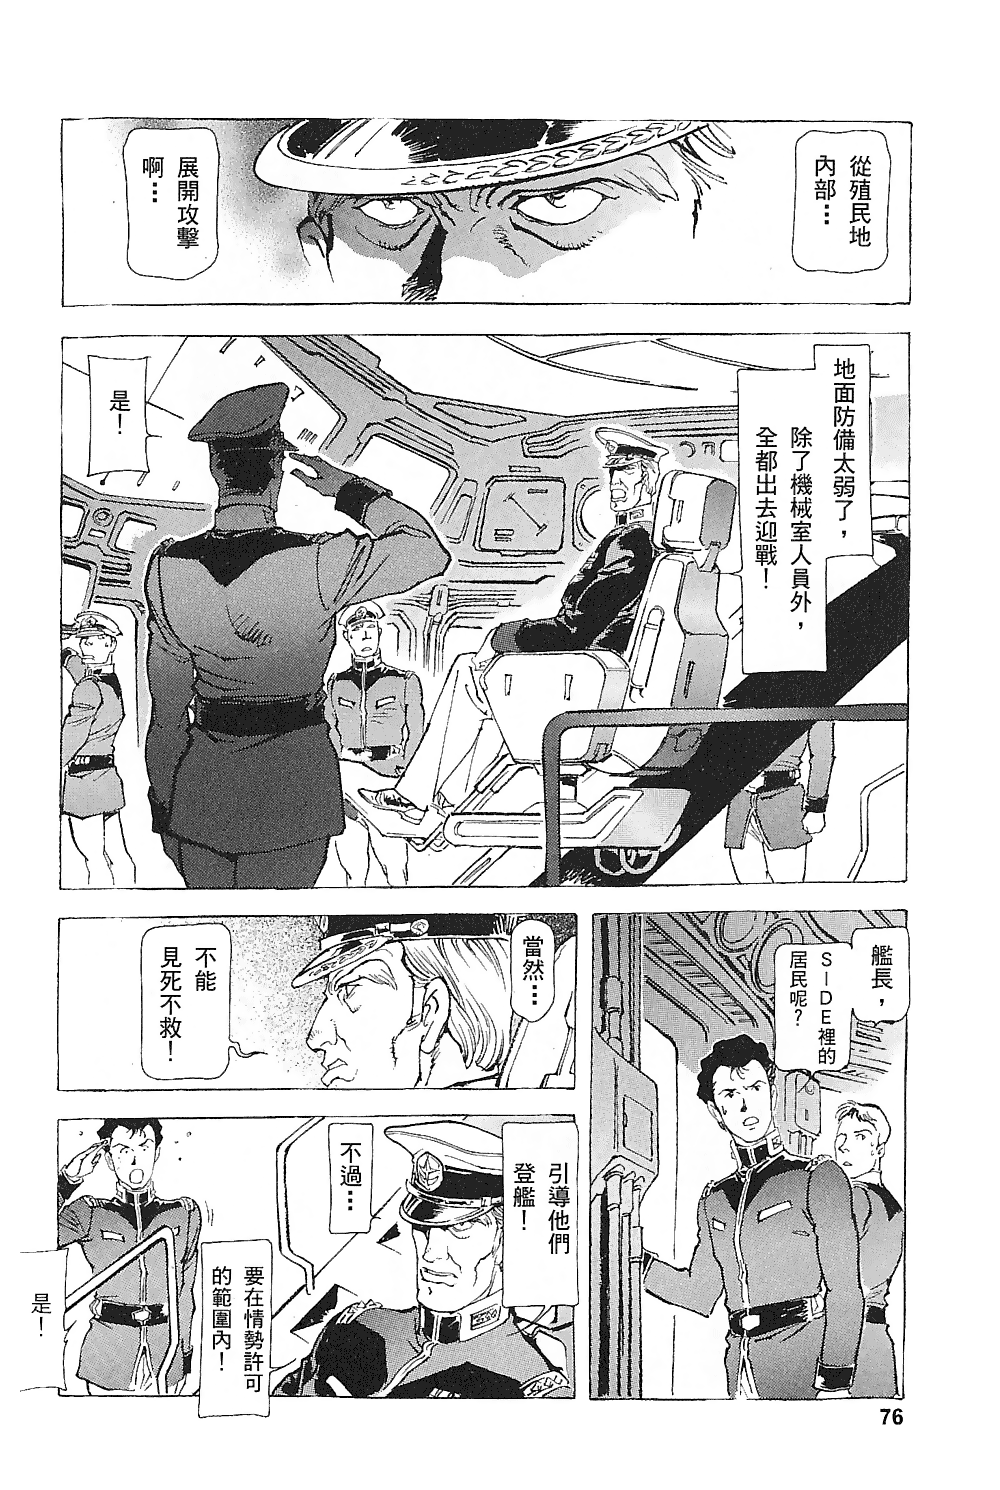 從殖民地
內部…
展開攻擊
啊…
地面防備太弱了，
除了機械室人員外，
全都出去迎戰！
是！
艦長，
SIDE裡的
居民呢？
當然…
不能
見死不救！
引導他們
登艦！
不過…
要在情勢許可
的範圍內！
是！
76